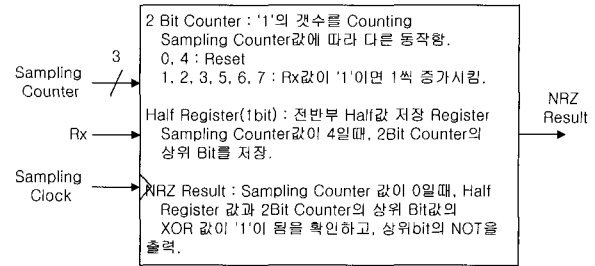 2 Bit Counter : '1'의 갯수를 Counting
Sampling Counter값에 따라 다른 동작함.
0, 4 : Reset
1, 2, 3, 5, 6, 7 : Rx값이 '1'이면 1씩 증가시킴.
Half Register(1bit) : 전반부 Half값 저장 Register
Sampling Counter값이 4일때, 2Bit Counter의
상위 Bit를 저장.
NRZ Result : Sampling Counter 값이 0일때, Half
Register 값과 2Bit Counter의 상위 Bit값의
XOR 값이 '1'이 됨을 확인하고, 상위bit의 NOT을
출력.
3
Sampling
Counter
Rx
Sampling
Clock
NRZ
Result